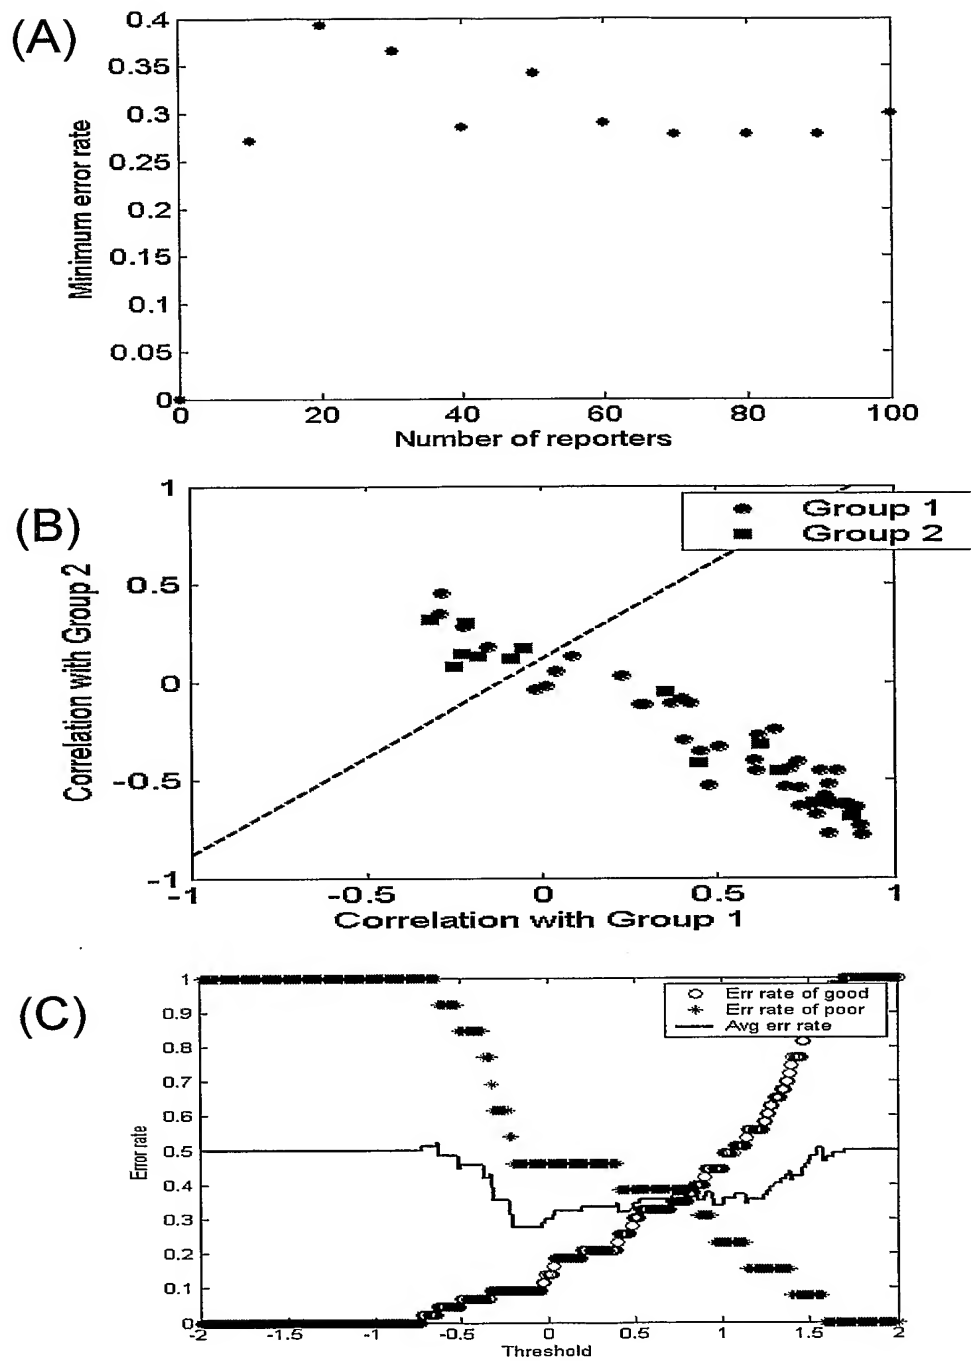 (A)
0.4
0.35
0.3
0.25
0.2
0.15
0.1
0.05
0
Minimum error rate
0 20 40 60 80 100
Number of reporters
(B)
1
0.5
0
-0.5
-1
Correlation with Group 2
Group 1
Group 2
-1 -0.5 0 0.5 1
Correlation with Group 1
(C)
1
0.9
0.8
0.7
0.6
0.5
0.4
0.3
0.2
0.1
0
Error rate
Err rate of good
Err rate of poor
Avg err rate
-2 -1.5 -1 -0.5 0 0.5 1 1.5 2
Threshold